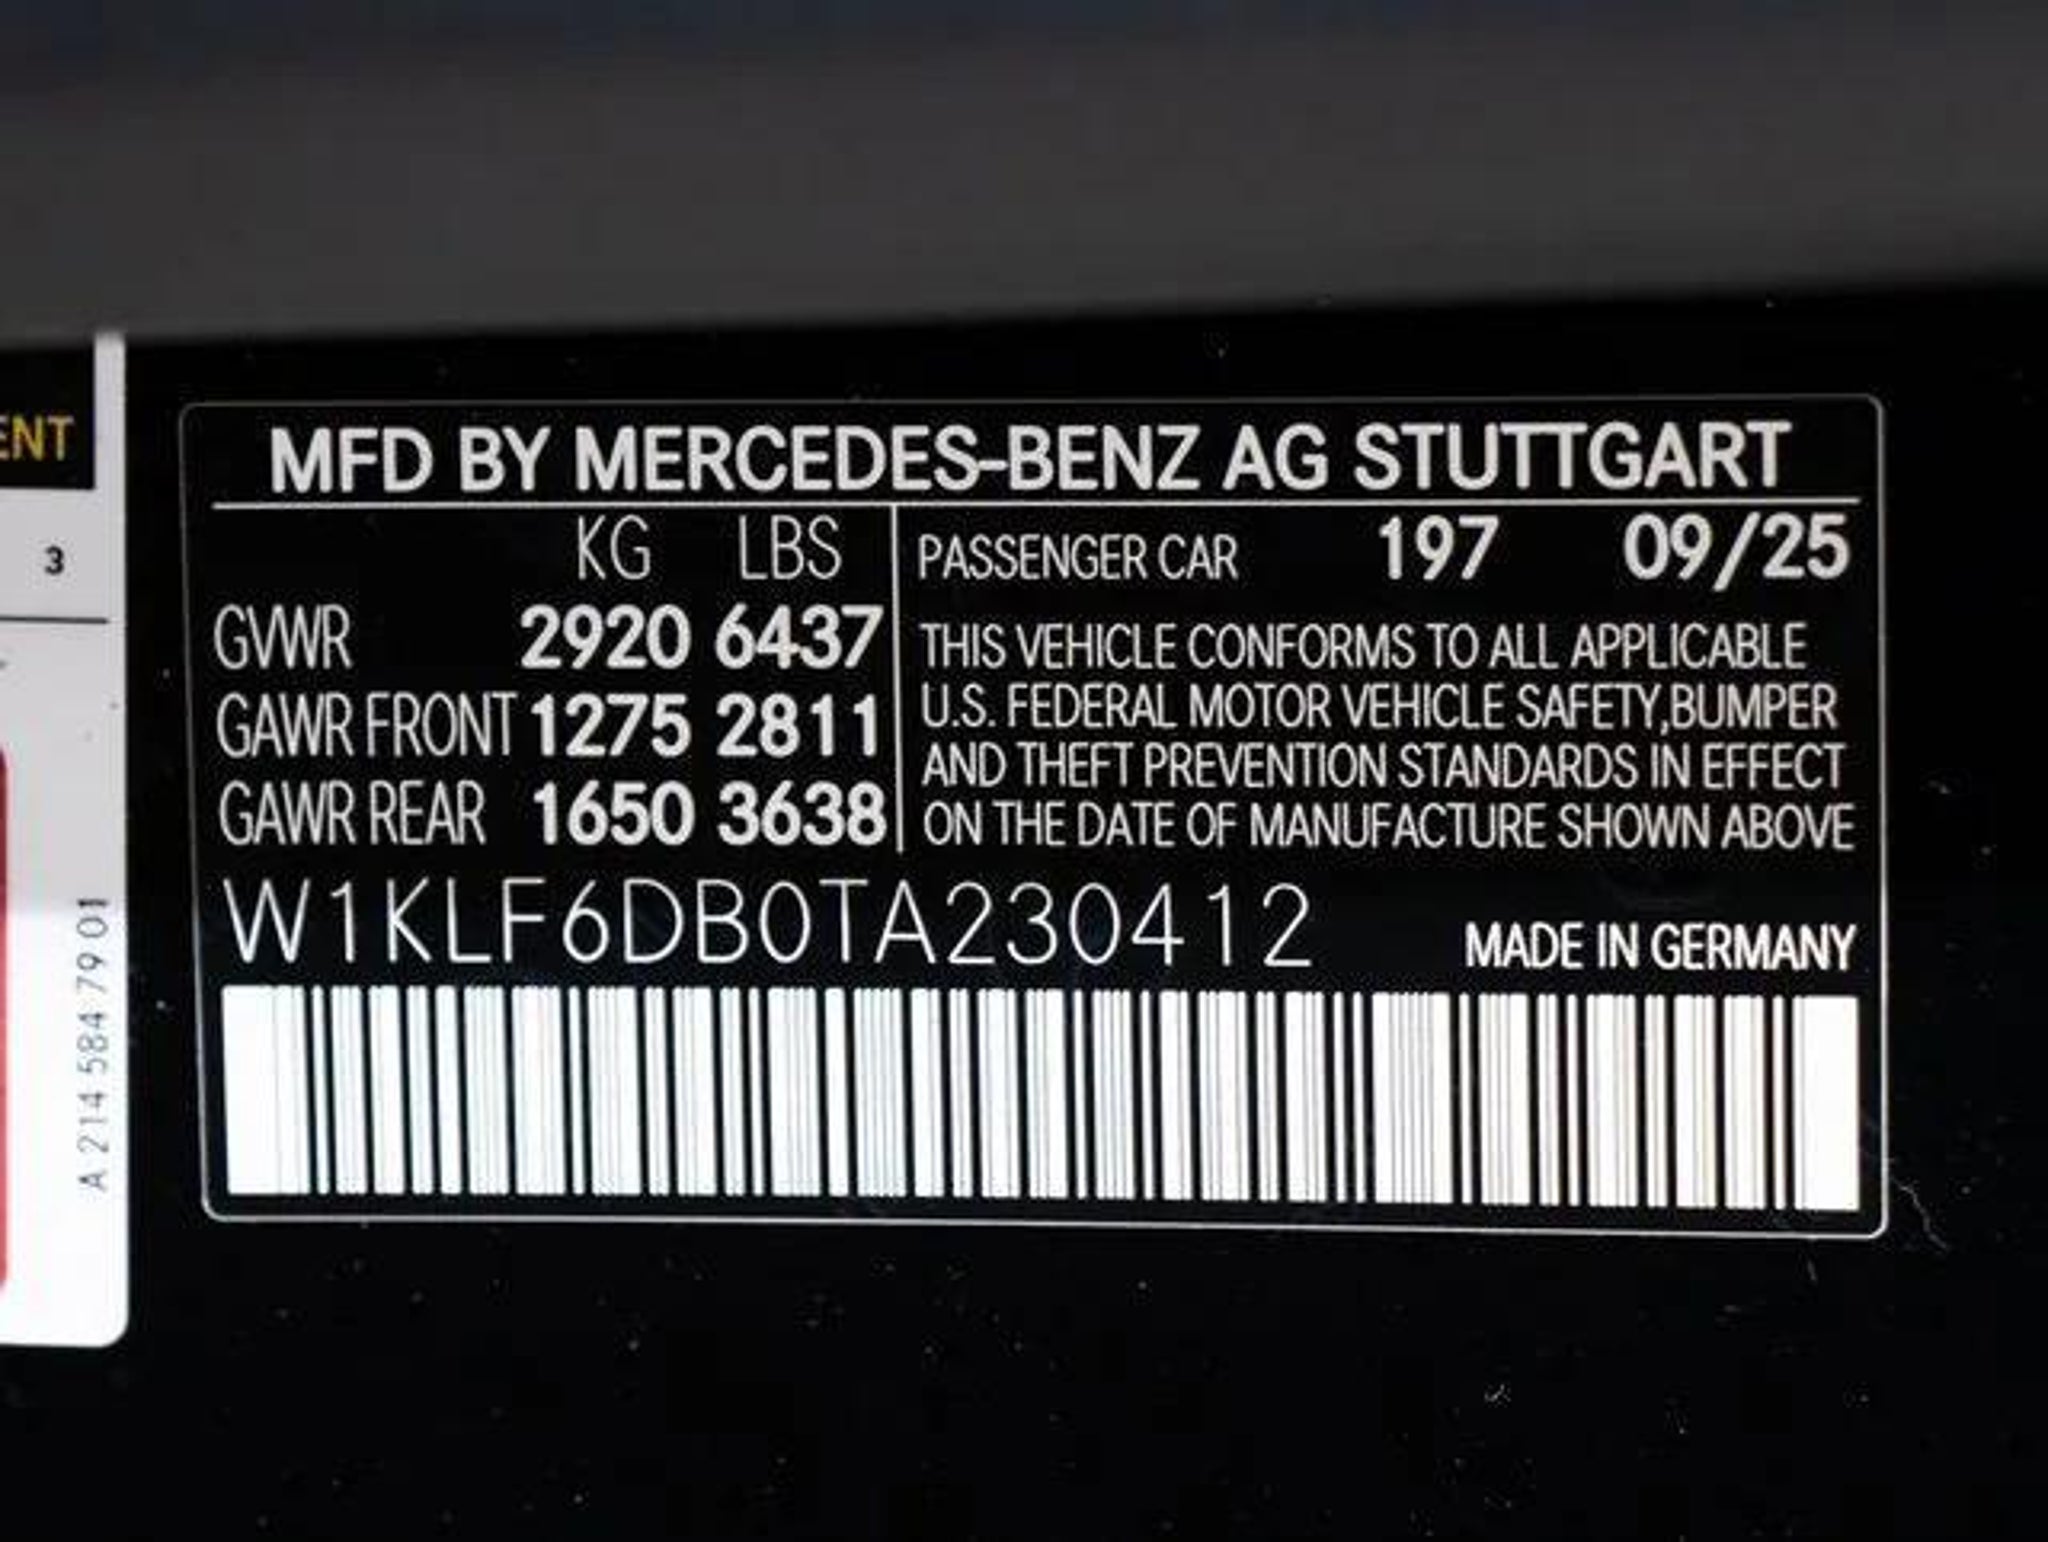 MFD BY MERCEDES-BENZ AG STUTTGART
KG LBS
GVWR 2920 6437
GAWR FRONT 1275 2811
GAWR REAR 1650 3638
PASSENGER CAR 197 09/25
THIS VEHICLE CONFORMS TO ALL APPLICABLE
U.S. FEDERAL MOTOR VEHICLE SAFETY,BUMPER
AND THEFT PREVENTION STANDARDS IN EFFECT
ON THE DATE OF MANUFACTURE SHOWN ABOVE
W1KLF6DB0TA230412
MADE IN GERMANY
ENT
3
A 214 584 79 01